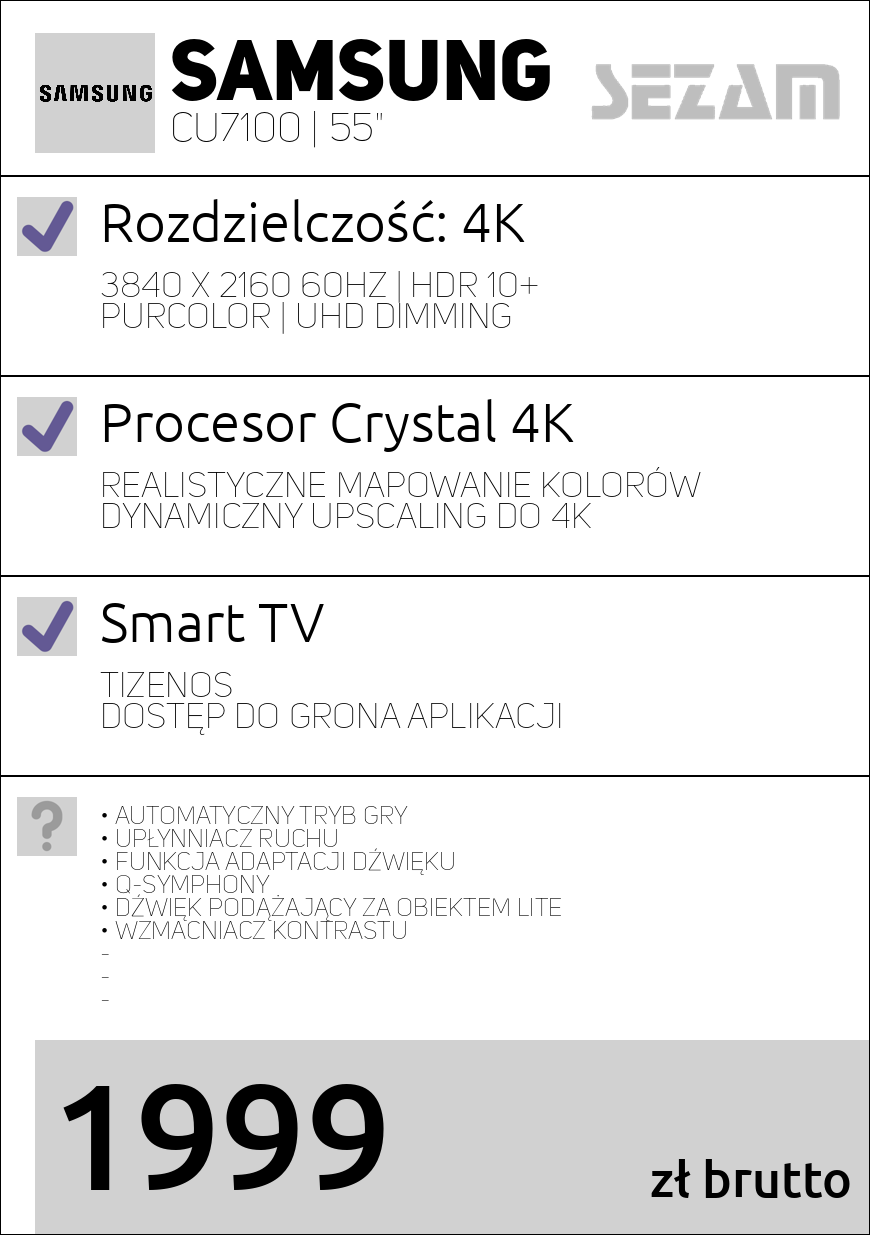 SAMSUNG
SAMSUNG
CU7100 | 55"
SEZAM
Rozdzielczość: 4K
3840 X 2160 60HZ | HDR 10+
PURCOLOR | UHD DIMMING
Procesor Crystal 4K
REALISTYCZNE MAPOWANIE KOLORÓW
DYNAMICZNY UPSCALING DO 4K
Smart TV
TIZENOS
DOSTĘP DO GRONA APLIKACJI
?
• AUTOMATYCZNY TRYB GRY
• UPŁYNNIACZ RUCHU
• FUNKCJA ADAPTACJI DŹWIĘKU
• Q-SYMPHONY
• DŹWIĘK PODĄŻAJĄCY ZA OBIEKTEM LITE
• WZMACNIACZ KONTRASTU
-
-
-
1999
zł brutto